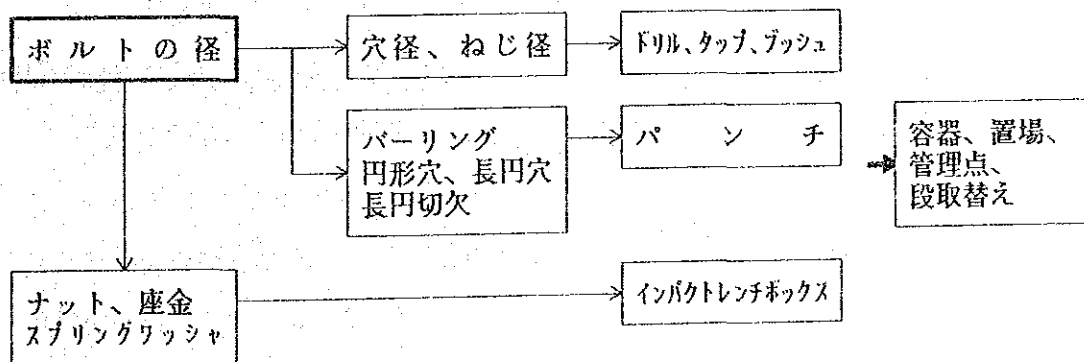 ボルトの径
穴径、ねじ径
ドリル、タップ、ブッシュ
バーリング
円形穴、長円穴
長円切欠
パンチ
容器、置場、
管理点、
段取替え
ナット、座金
スプリングワッシャ
インパクトレンチボックス